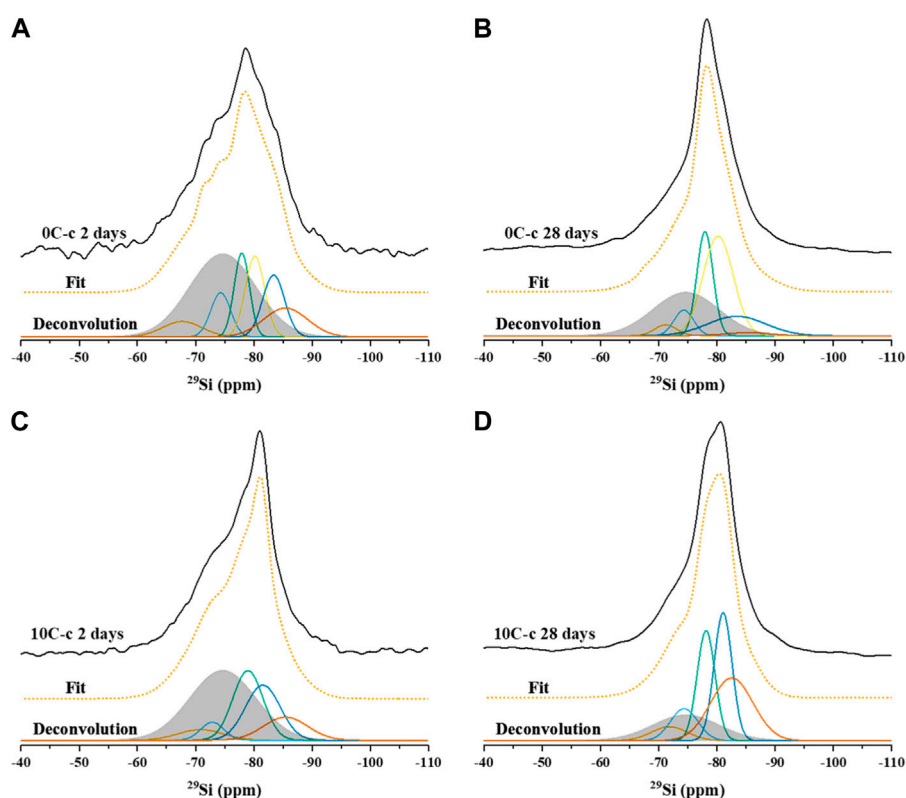 A
0C-c 2 days
Fit
Deconvolution
-40 -50 -60 -70 -80 -90 -100 -110
²⁹Si (ppm)
B
0C-c 28 days
Fit
Deconvolution
-40 -50 -60 -70 -80 -90 -100 -110
²⁹Si (ppm)
C
10C-c 2 days
Fit
Deconvolution
-40 -50 -60 -70 -80 -90 -100 -110
²⁹Si (ppm)
D
10C-c 28 days
Fit
Deconvolution
-40 -50 -60 -70 -80 -90 -100 -110
²⁹Si (ppm)